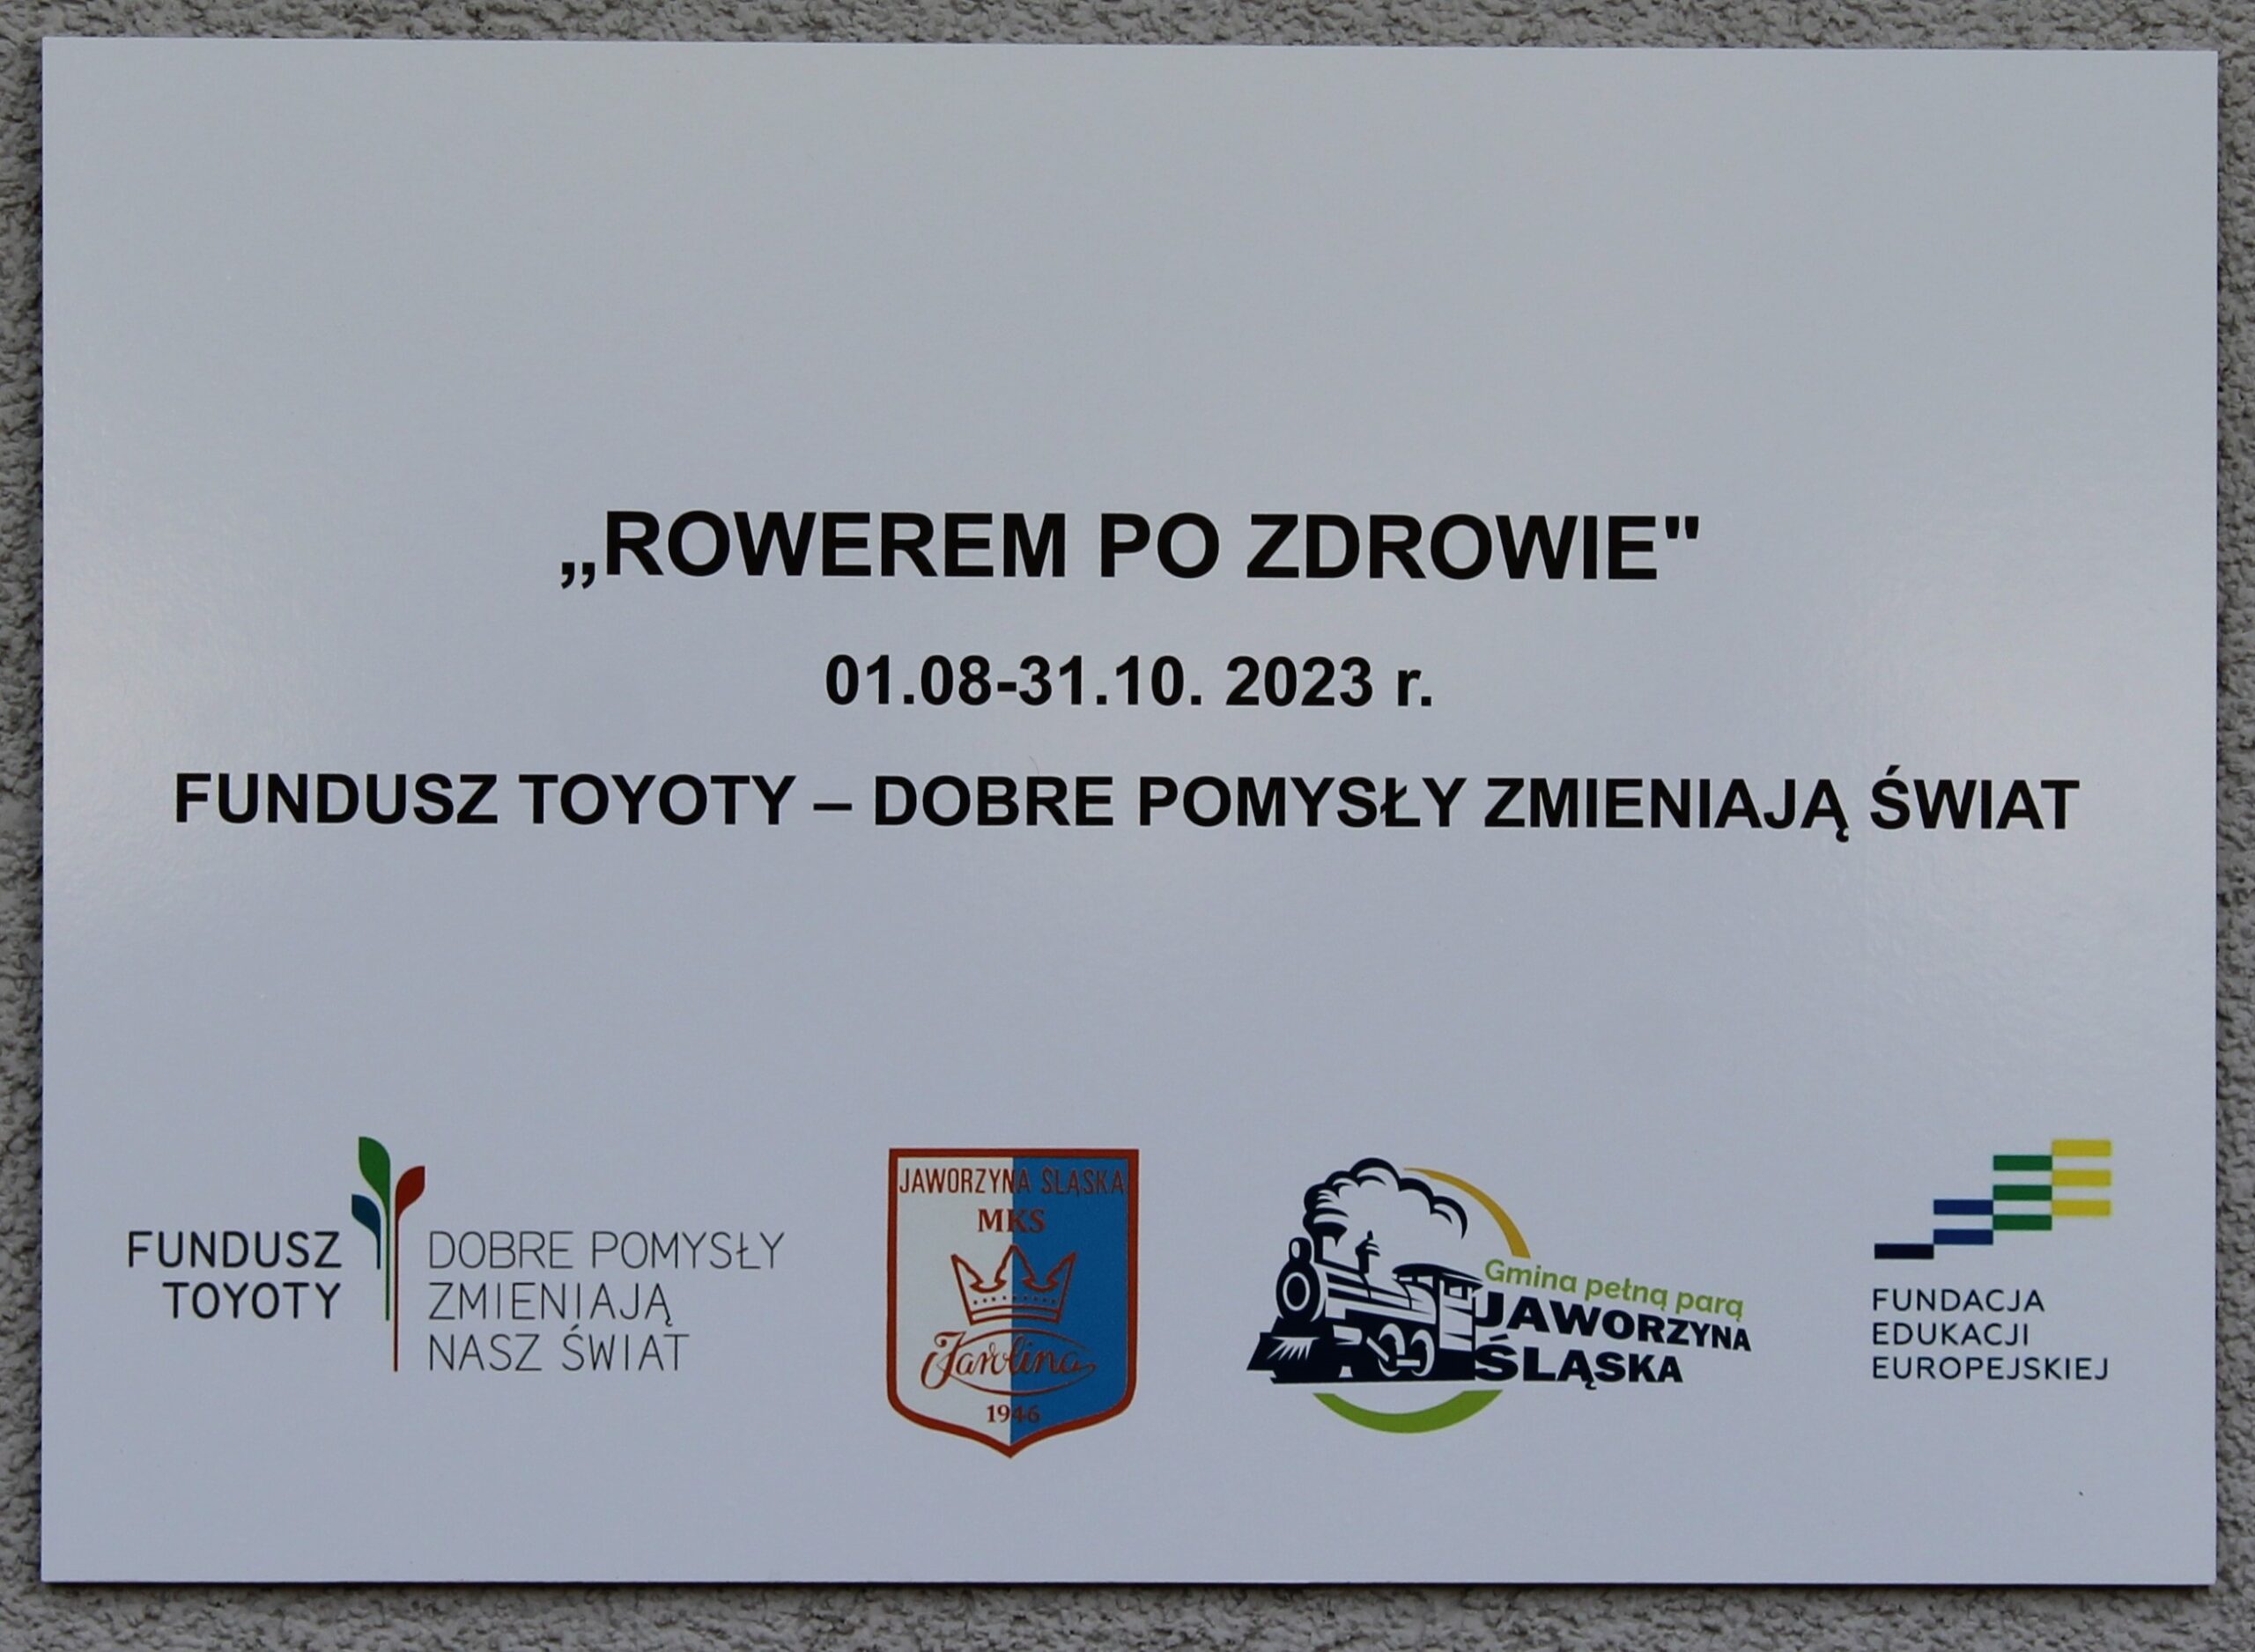 „ROWEREM PO ZDROWIE"
01.08-31.10. 2023 r.
FUNDUSZ TOYOTY – DOBRE POMYSŁY ZMIENIAJĄ ŚWIAT
FUNDUSZ
TOYOTY
DOBRE POMYSŁY
ZMIENIAJĄ
NASZ ŚWIAT
JAWORZYNA ŚLĄSKA
MKS
Karolina
1946
Gmina pełną parą
JAWORZYNA
ŚLĄSKA
FUNDACJA
EDUKACJI
EUROPEJSKIEJ